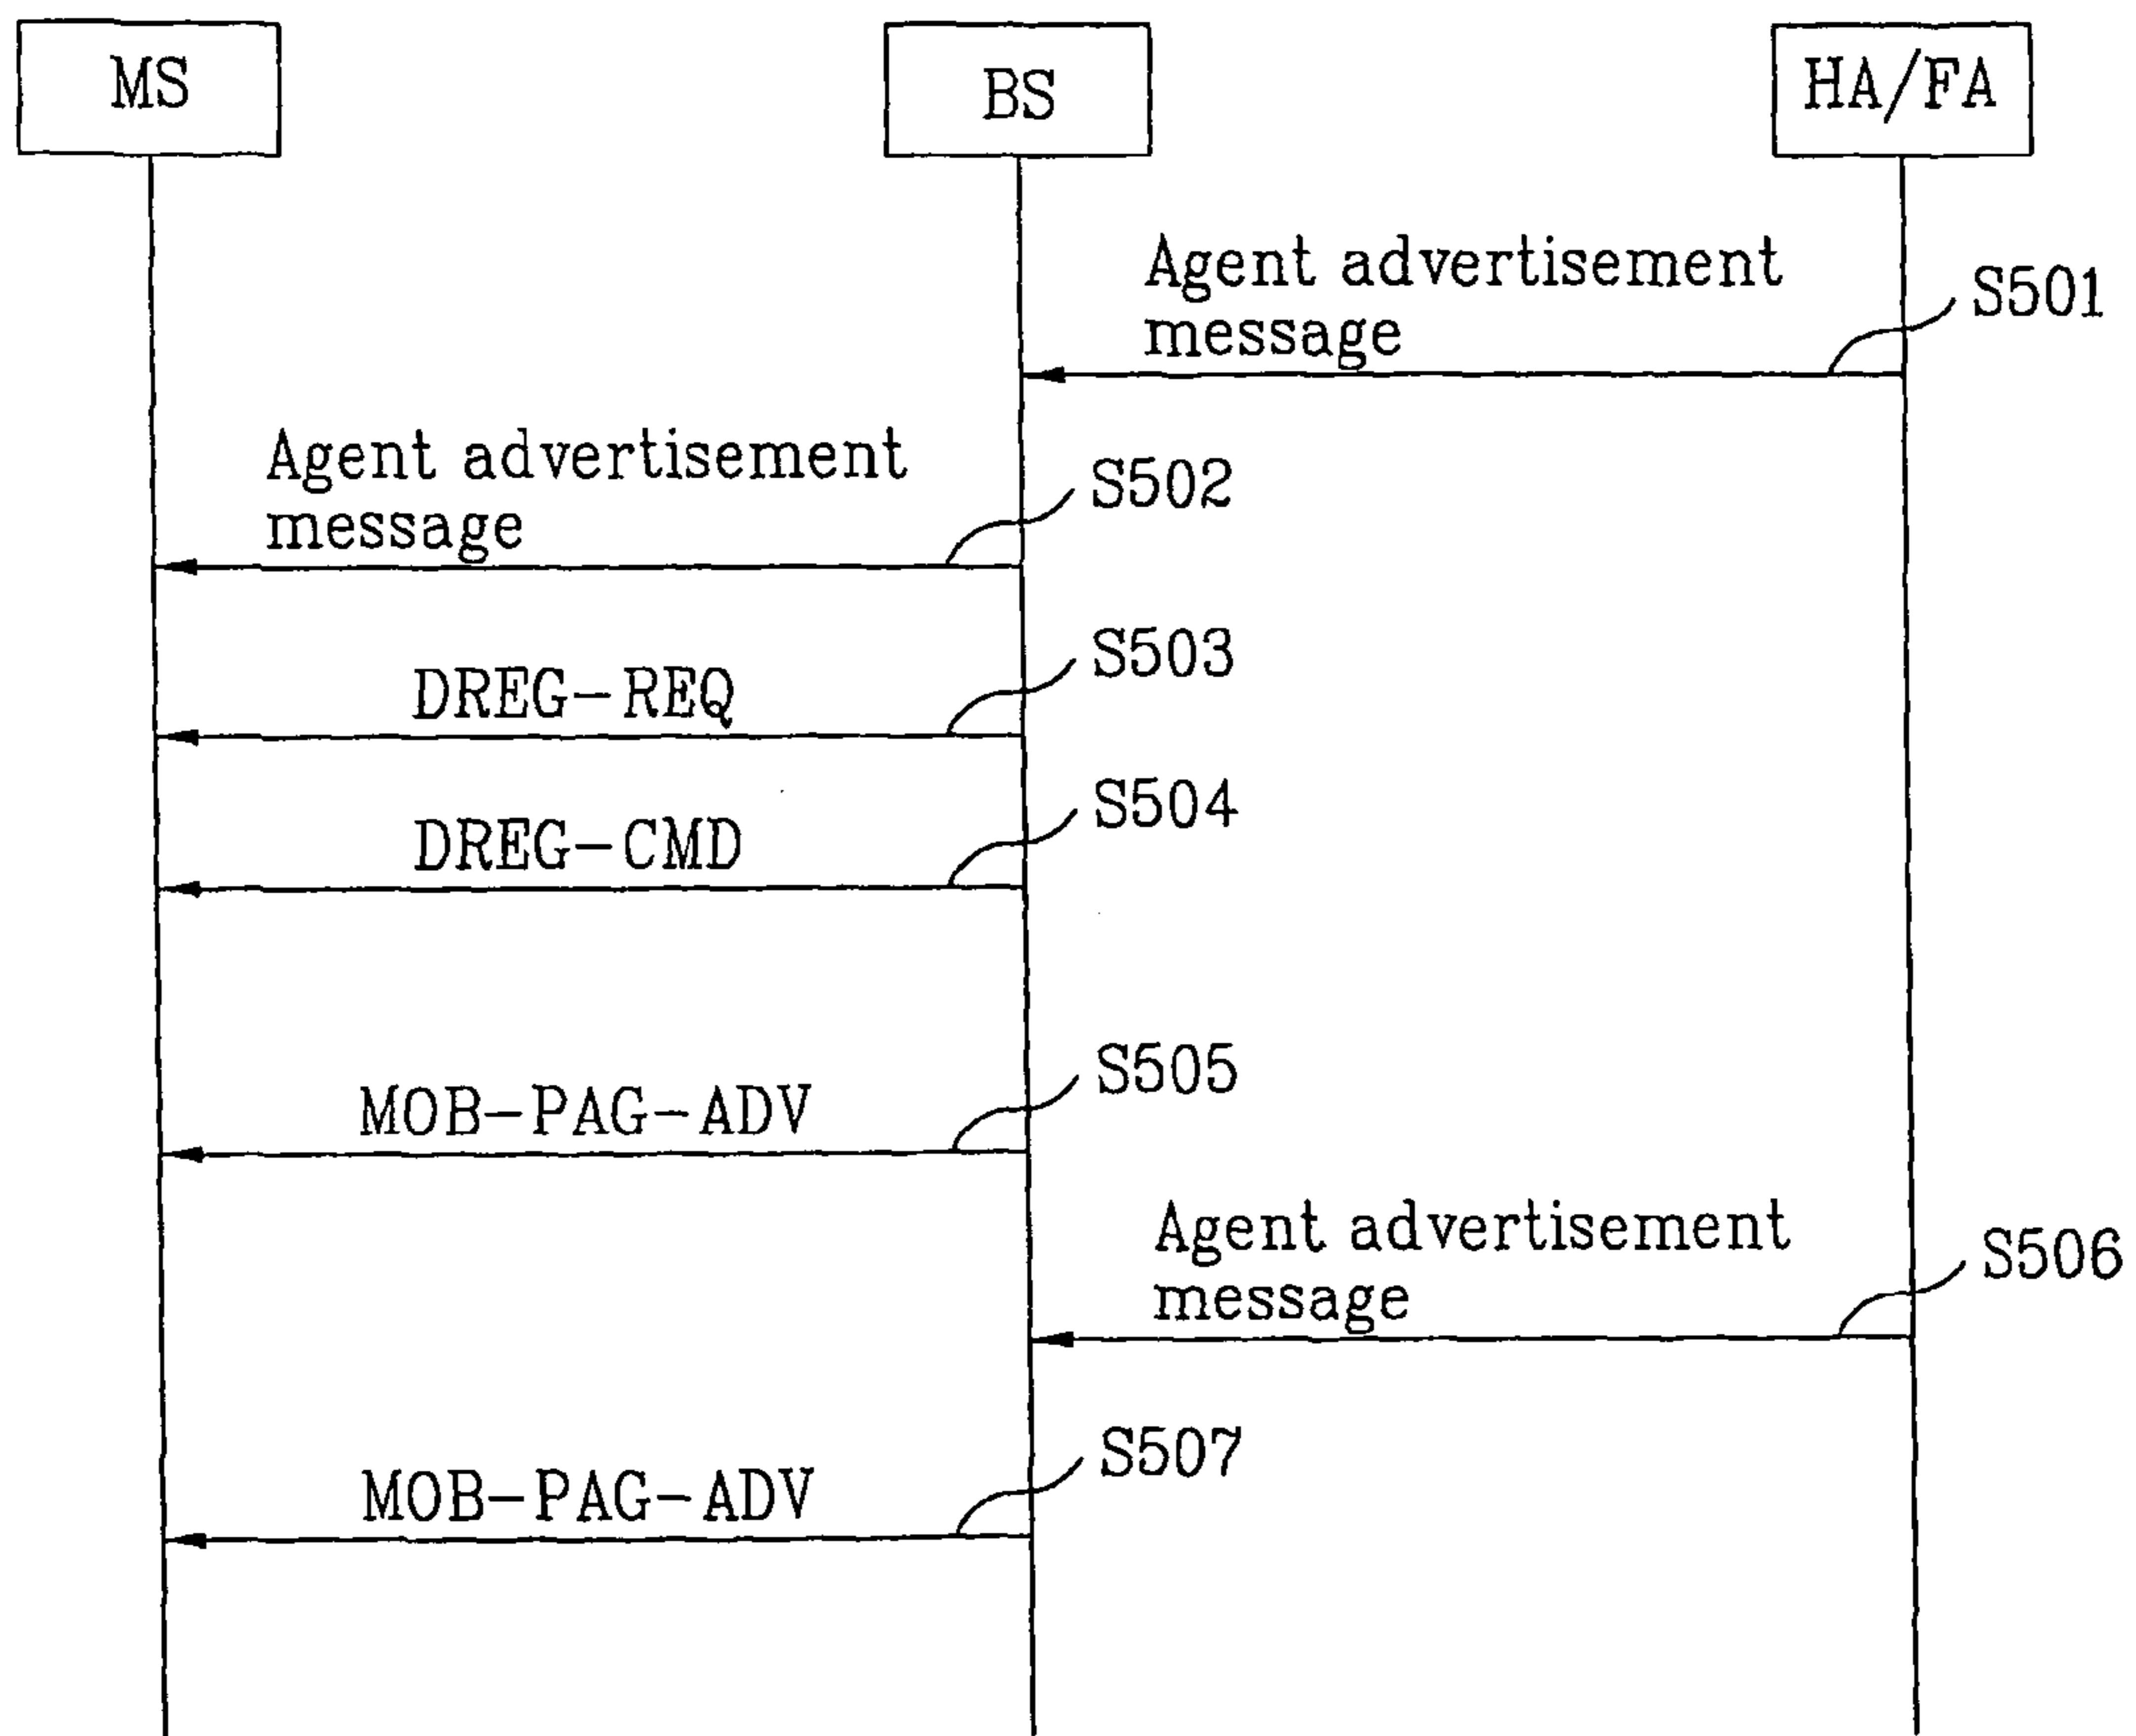 MS
BS
HA/FA
Agent advertisement
message
S501
Agent advertisement
message
S502
S503
DREG-REQ
S504
DREG-CMD
S505
MOB-PAG-ADV
Agent advertisement
message
S506
S507
MOB-PAG-ADV